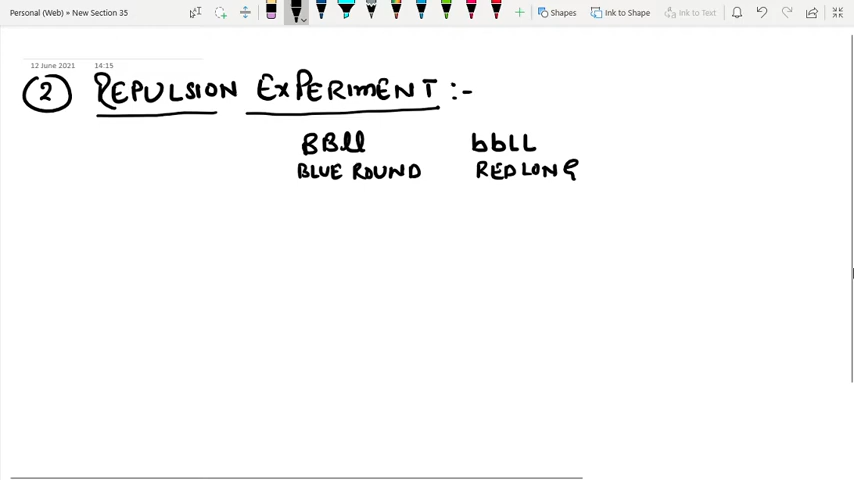 Personal (Web) » New Section 35
Shapes
Ink to Shape
Ink to Text
12 June 2021 14:15
2 REPULSION EXPERIMENT :-
BBll bbLL
BLUE ROUND RED LONG